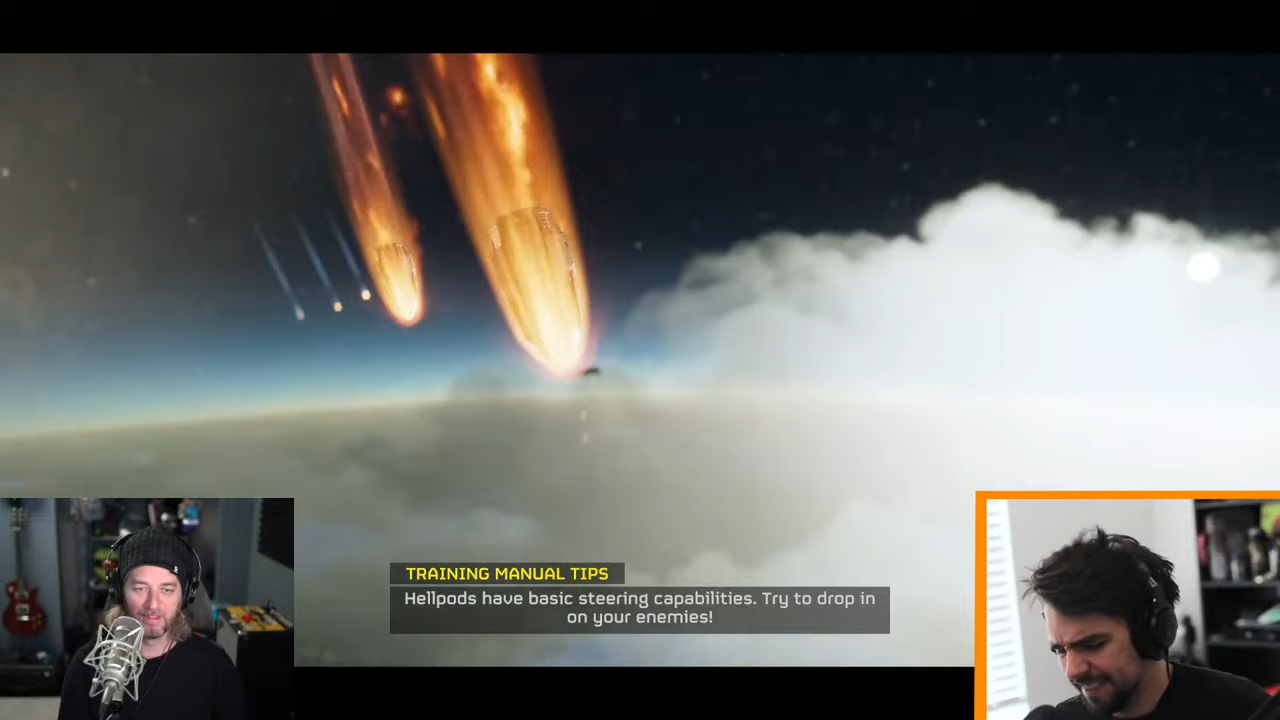 TRAINING MANUAL TIPS
Hellpods have basic steering capabilities. Try to drop in
on your enemies!